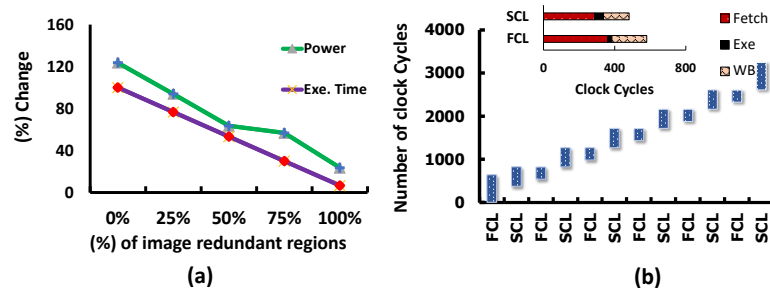 160
120
80
40
0
(%) Change
Power
Exe. Time
0% 25% 50% 75% 100%
(%) of image redundant regions
(a)
SCL
FCL
0 400 800
Clock Cycles
Fetch
Exe
WB
4000
3000
2000
1000
0
Number of clock Cycles
FCL SCL FCL SCL FCL SCL FCL SCL FCL SCL FCL SCL
(b)